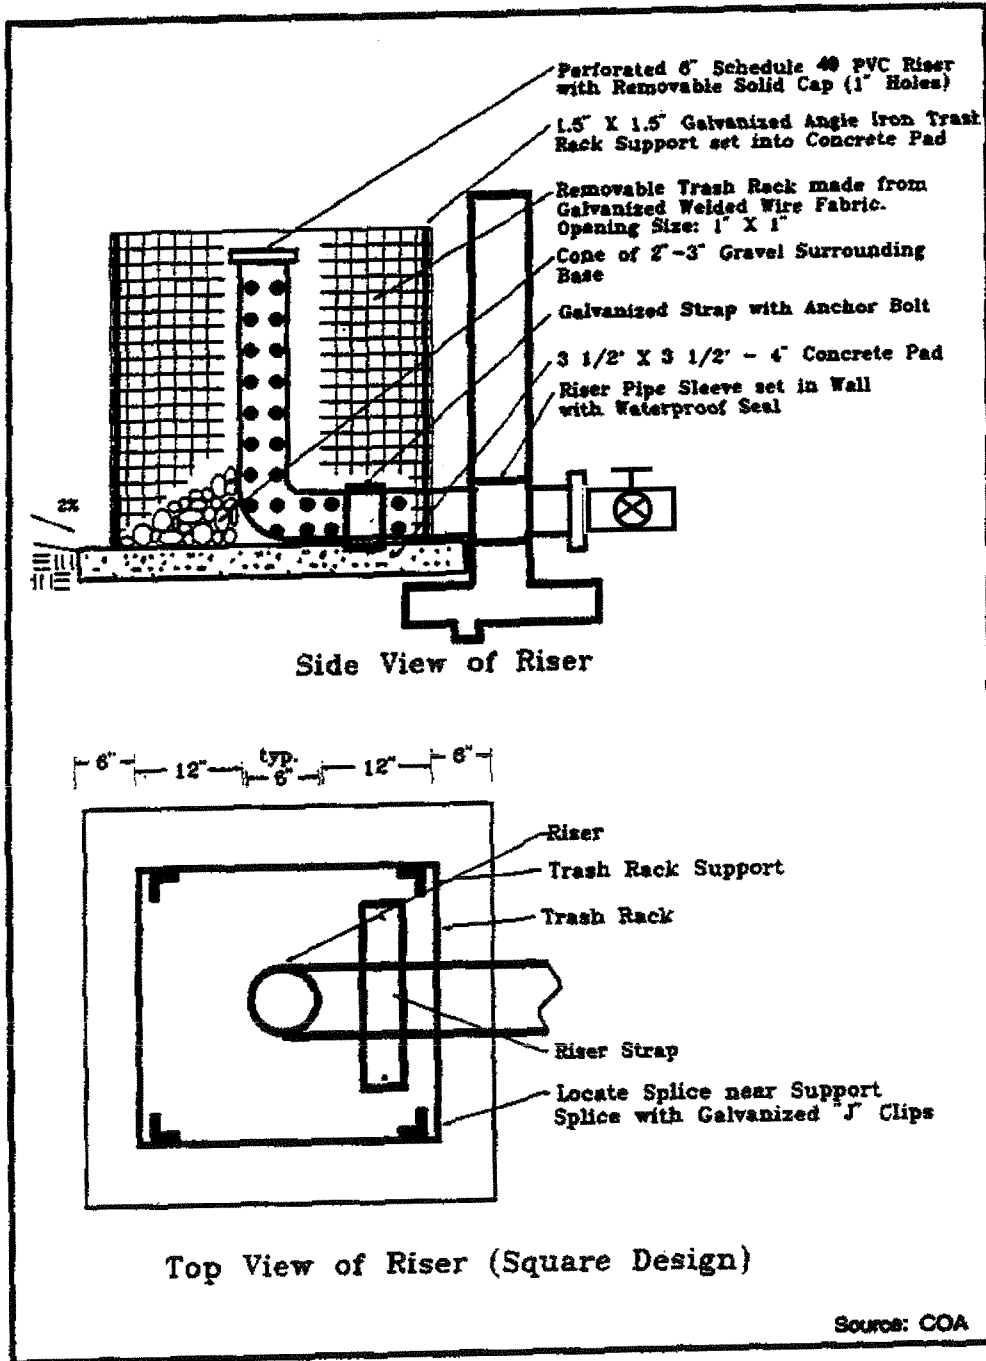 Perforated 6" Schedule 40 PVC Riser
with Removable Solid Cap (1" Holes)
1.5" X 1.5" Galvanized Angle Iron Trash
Rack Support set into Concrete Pad
Removable Trash Rack made from
Galvanized Welded Wire Fabric.
Opening Size: 1" X 1"
Cone of 2"-3" Gravel Surrounding
Base
Galvanized Strap with Anchor Bolt
3 1/2' X 3 1/2' - 4" Concrete Pad
Riser Pipe Sleeve set in Wall
with Waterproof Seal
2%
Side View of Riser
6" 12" typ. 6" 12" 6"
Riser
Trash Rack Support
Trash Rack
Riser Strap
Locate Splice near Support
Splice with Galvanized "J" Clips
Top View of Riser (Square Design)
Source: COA